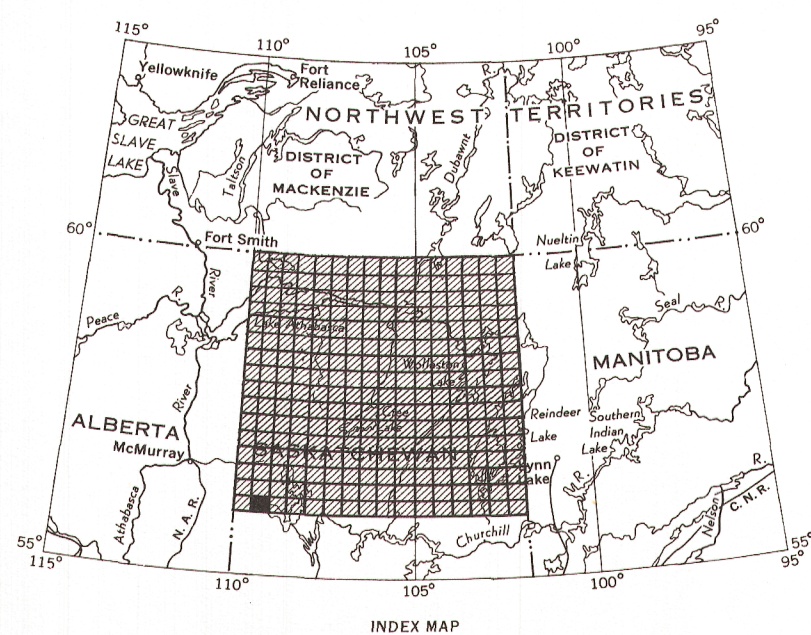 115°
110°
105°
100°
95°
Yellowknife
Fort
Reliance
R.
NORTHWEST TERRITORIES
GREAT
SLAVE
LAKE
Slave
Taltson
DISTRICT
OF
MACKENZIE
Dubawnt
DISTRICT
OF
KEEWATIN
60°
Fort Smith
Nueltin
Lake
60°
River
R.
Peace
Lake Athabasca
Seal R.
Wollaston
Lake
MANITOBA
River
Cree
Lake
Reindeer
Lake
Southern
Indian
Lake
ALBERTA
McMurray
SASKATCHEWAN
Lynn
Lake
R.
Athabasca
N. A. R.
Churchill
Nelson
R.
C. N. R.
55°
115°
110°
105°
100°
55°
95°
INDEX MAP